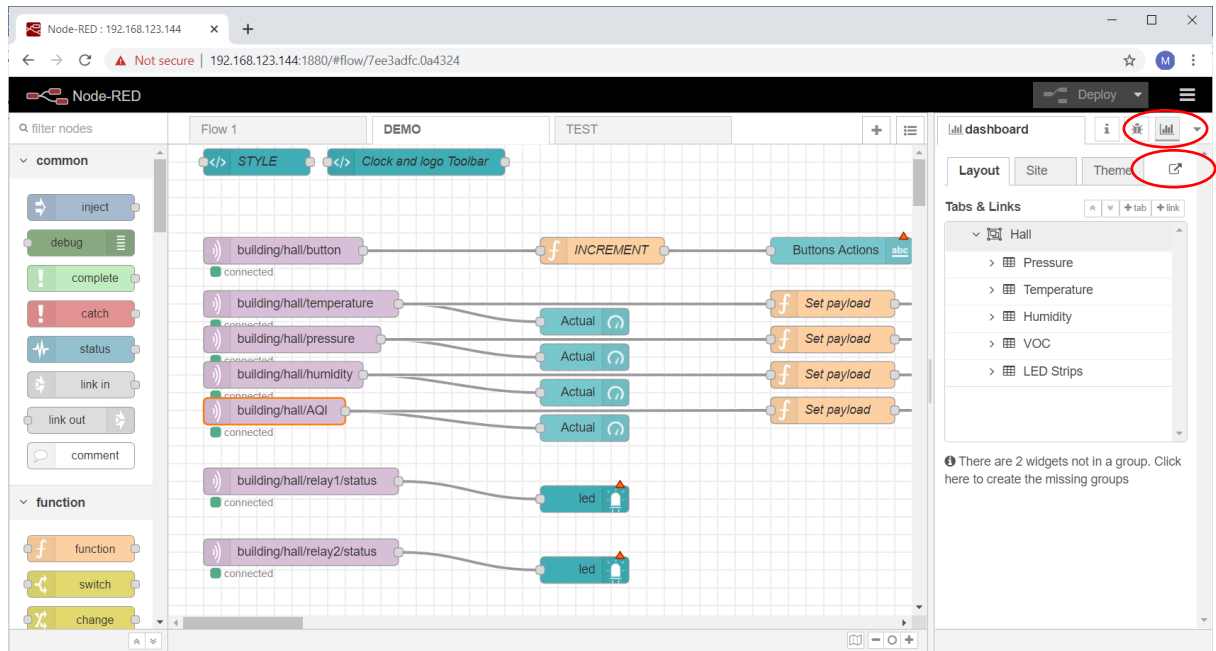 Node-RED : 192.168.123.144
Not secure | 192.168.123.144:1880/#flow/7ee3adfc.0a4324
M
Node-RED
Deploy
filter nodes
Flow 1
DEMO
TEST
dashboard
i
common
inject
debug
complete
catch
status
link in
link out
comment
function
function
switch
change
</> STYLE
</> Clock and logo Toolbar
building/hall/button
connected
INCREMENT
Buttons Actions
abc
building/hall/temperature
connected
Actual
Set payload
building/hall/pressure
connected
Actual
Set payload
building/hall/humidity
connected
Actual
Set payload
building/hall/AQI
connected
Actual
Set payload
building/hall/relay1/status
connected
led
building/hall/relay2/status
connected
led
Layout
Site
Theme
Tabs & Links
+tab
+link
Hall
Pressure
Temperature
Humidity
VOC
LED Strips
There are 2 widgets not in a group. Click
here to create the missing groups